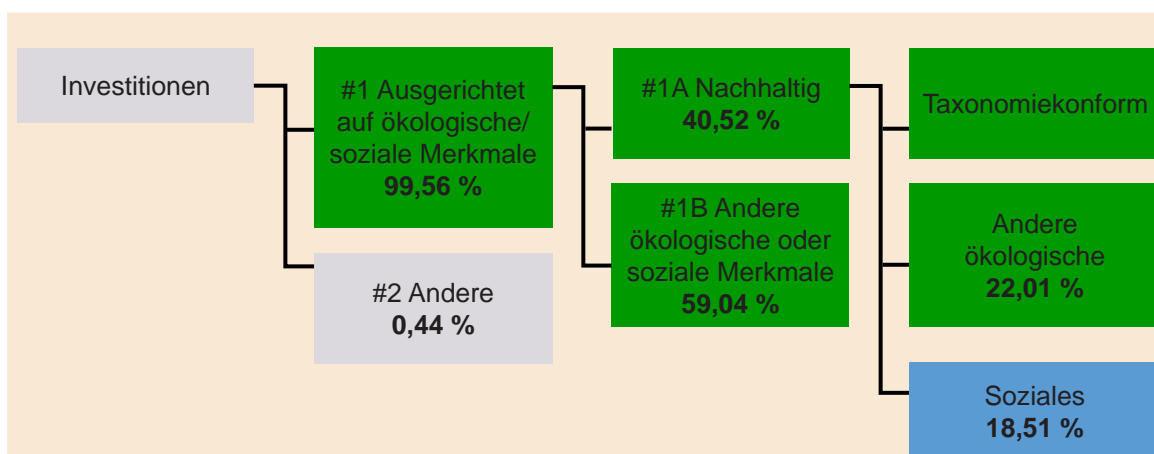 Investitionen
#1 Ausgerichtet
auf ökologische/
soziale Merkmale
99,56 %
#2 Andere
0,44 %
#1A Nachhaltig
40,52 %
#1B Andere
ökologische oder
soziale Merkmale
59,04 %
Taxonomiekonform
Andere
ökologische
22,01 %
Soziales
18,51 %